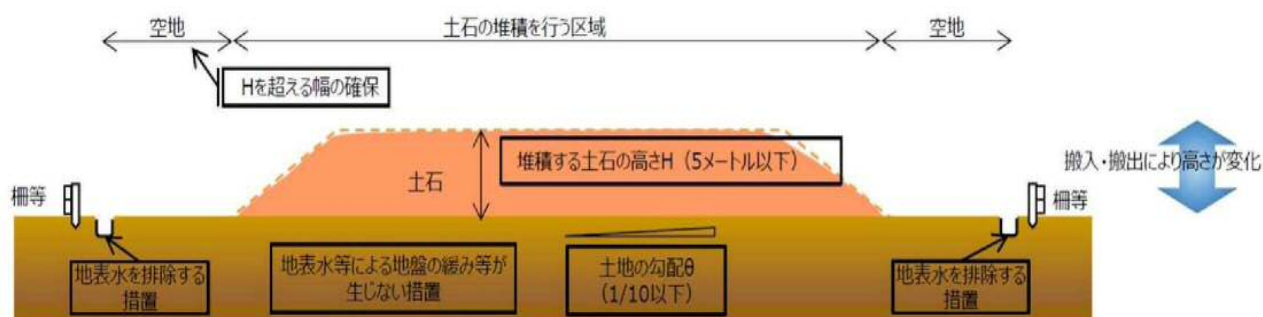 空地
土石の堆積を行う区域
空地
Hを超える幅の確保
堆積する土石の高さH（5メートル以下）
土石
搬入・搬出により高さが変化
柵等
柵等
地表水を排除する
措置
地表水等による地盤の緩み等が
生じない措置
土地の勾配θ
（1/10以下）
地表水を排除する
措置